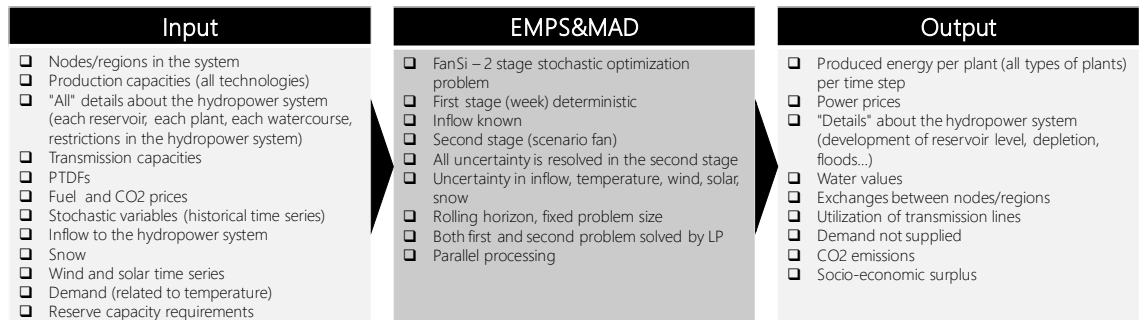 Input
❑ Nodes/regions in the system
❑ Production capacities (all technologies)
❑ "All" details about the hydropower system
(each reservoir, each plant, each watercourse,
restrictions in the hydropower system)
❑ Transmission capacities
❑ PTDFs
❑ Fuel and CO2 prices
❑ Stochastic variables (historical time series)
❑ Inflow to the hydropower system
❑ Snow
❑ Wind and solar time series
❑ Demand (related to temperature)
❑ Reserve capacity requirements
EMPS&MAD
❑ FanSi – 2 stage stochastic optimization
problem
❑ First stage (week) deterministic
❑ Inflow known
❑ Second stage (scenario fan)
❑ All uncertainty is resolved in the second stage
❑ Uncertainty in inflow, temperature, wind, solar,
snow
❑ Rolling horizon, fixed problem size
❑ Both first and second problem solved by LP
❑ Parallel processing
Output
❑ Produced energy per plant (all types of plants)
per time step
❑ Power prices
❑ "Details" about the hydropower system
(development of reservoir level, depletion,
floods...)
❑ Water values
❑ Exchanges between nodes/regions
❑ Utilization of transmission lines
❑ Demand not supplied
❑ CO2 emissions
❑ Socio-economic surplus